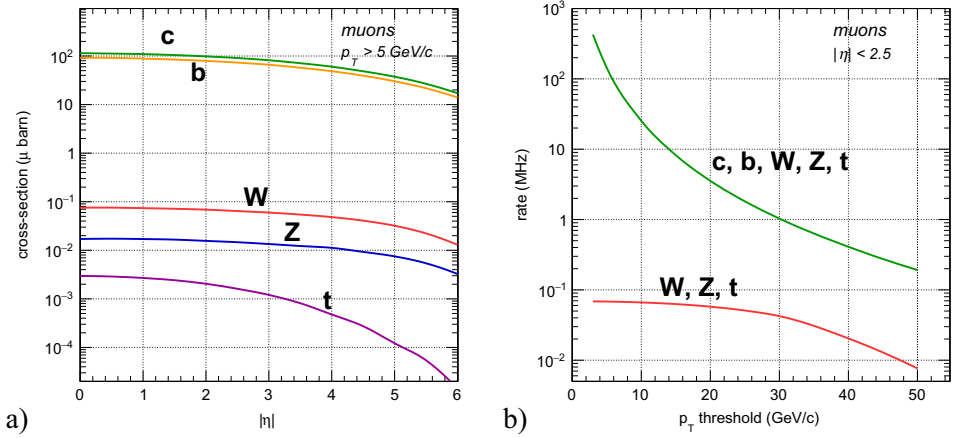 muons
p_T > 5 GeV/c
c
b
W
Z
t
10^2
10
1
10^-1
10^-2
10^-3
10^-4
cross-section (μ barn)
0 1 2 3 4 5 6
|η|
a)
muons
|η| < 2.5
c, b, W, Z, t
W, Z, t
10^3
10^2
10
1
10^-1
10^-2
rate (MHz)
0 10 20 30 40 50
p_T threshold (GeV/c)
b)